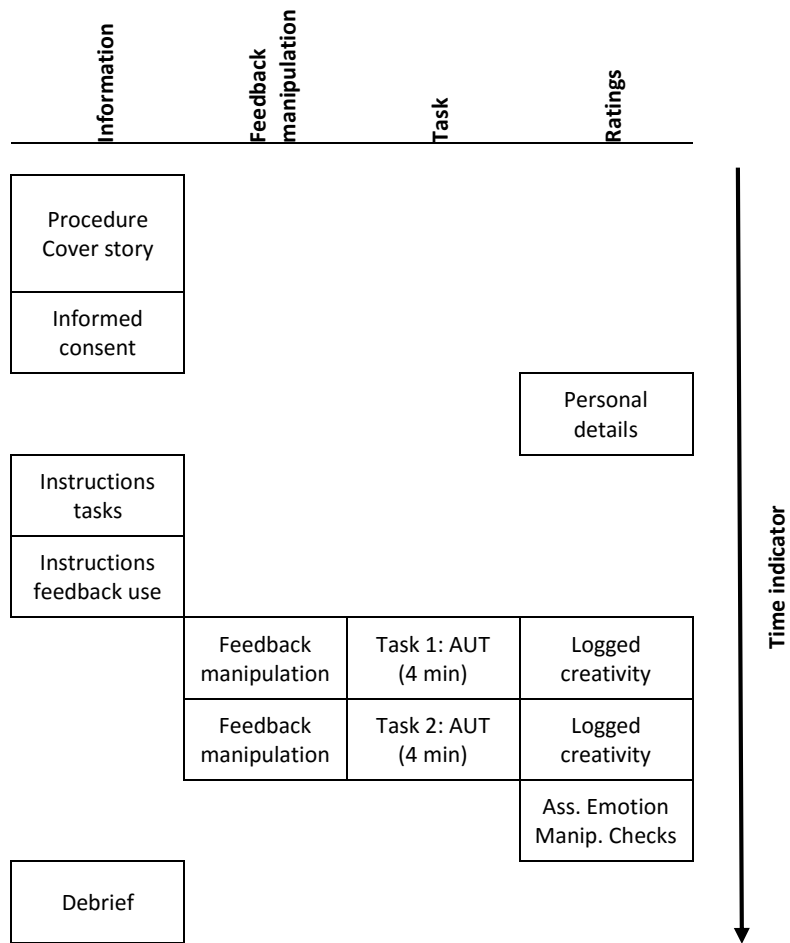 Information
Feedback
manipulation
Task
Ratings
Procedure
Cover story
Informed
consent
Personal
details
Instructions
tasks
Instructions
feedback use
Feedback
manipulation
Task 1: AUT
(4 min)
Logged
creativity
Feedback
manipulation
Task 2: AUT
(4 min)
Logged
creativity
Ass. Emotion
Manip. Checks
Debrief
Time indicator